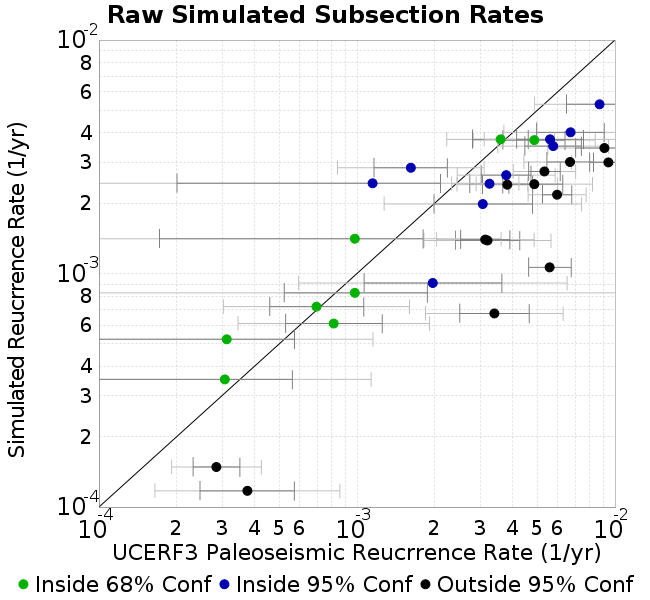 Raw Simulated Subsection Rates
Simulated Reucrrence Rate (1/yr)
10-2
8
6
4
3
2
10-3
8
6
4
3
2
10-4
10-4 2 3 4 5 6 10-3 2 3 4 5 6 10-2
UCERF3 Paleoseismic Reucrrence Rate (1/yr)
Inside 68% Conf Inside 95% Conf Outside 95% Conf